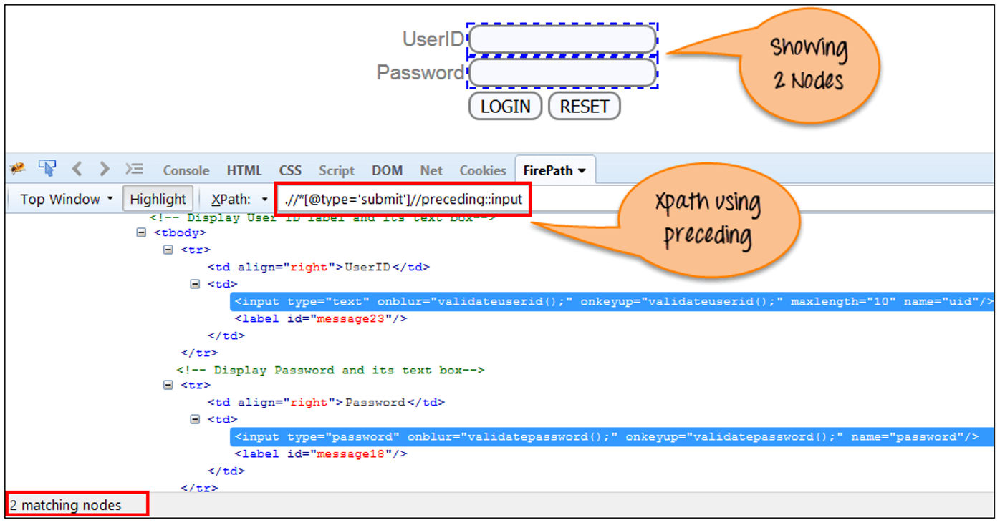 UserID
Password
LOGIN RESET
Showing
2 Nodes
Console HTML CSS Script DOM Net Cookies FirePath
Top Window Highlight XPath: .//*[@type='submit']//preceding::input
Xpath using
preceding
<!-- Display User ID label and its text box-->
<tbody>
<tr>
<td align="right">UserID</td>
<td>
<input type="text" onblur="validateuserid();" onkeyup="validateuserid();" maxlength="10" name="uid"/>
<label id="message23"/>
</td>
</tr>
<!-- Display Password and its text box-->
<tr>
<td align="right">Password</td>
<td>
<input type="password" onblur="validatepassword();" onkeyup="validatepassword();" name="password"/>
<label id="message18"/>
</td>
</tr>
2 matching nodes